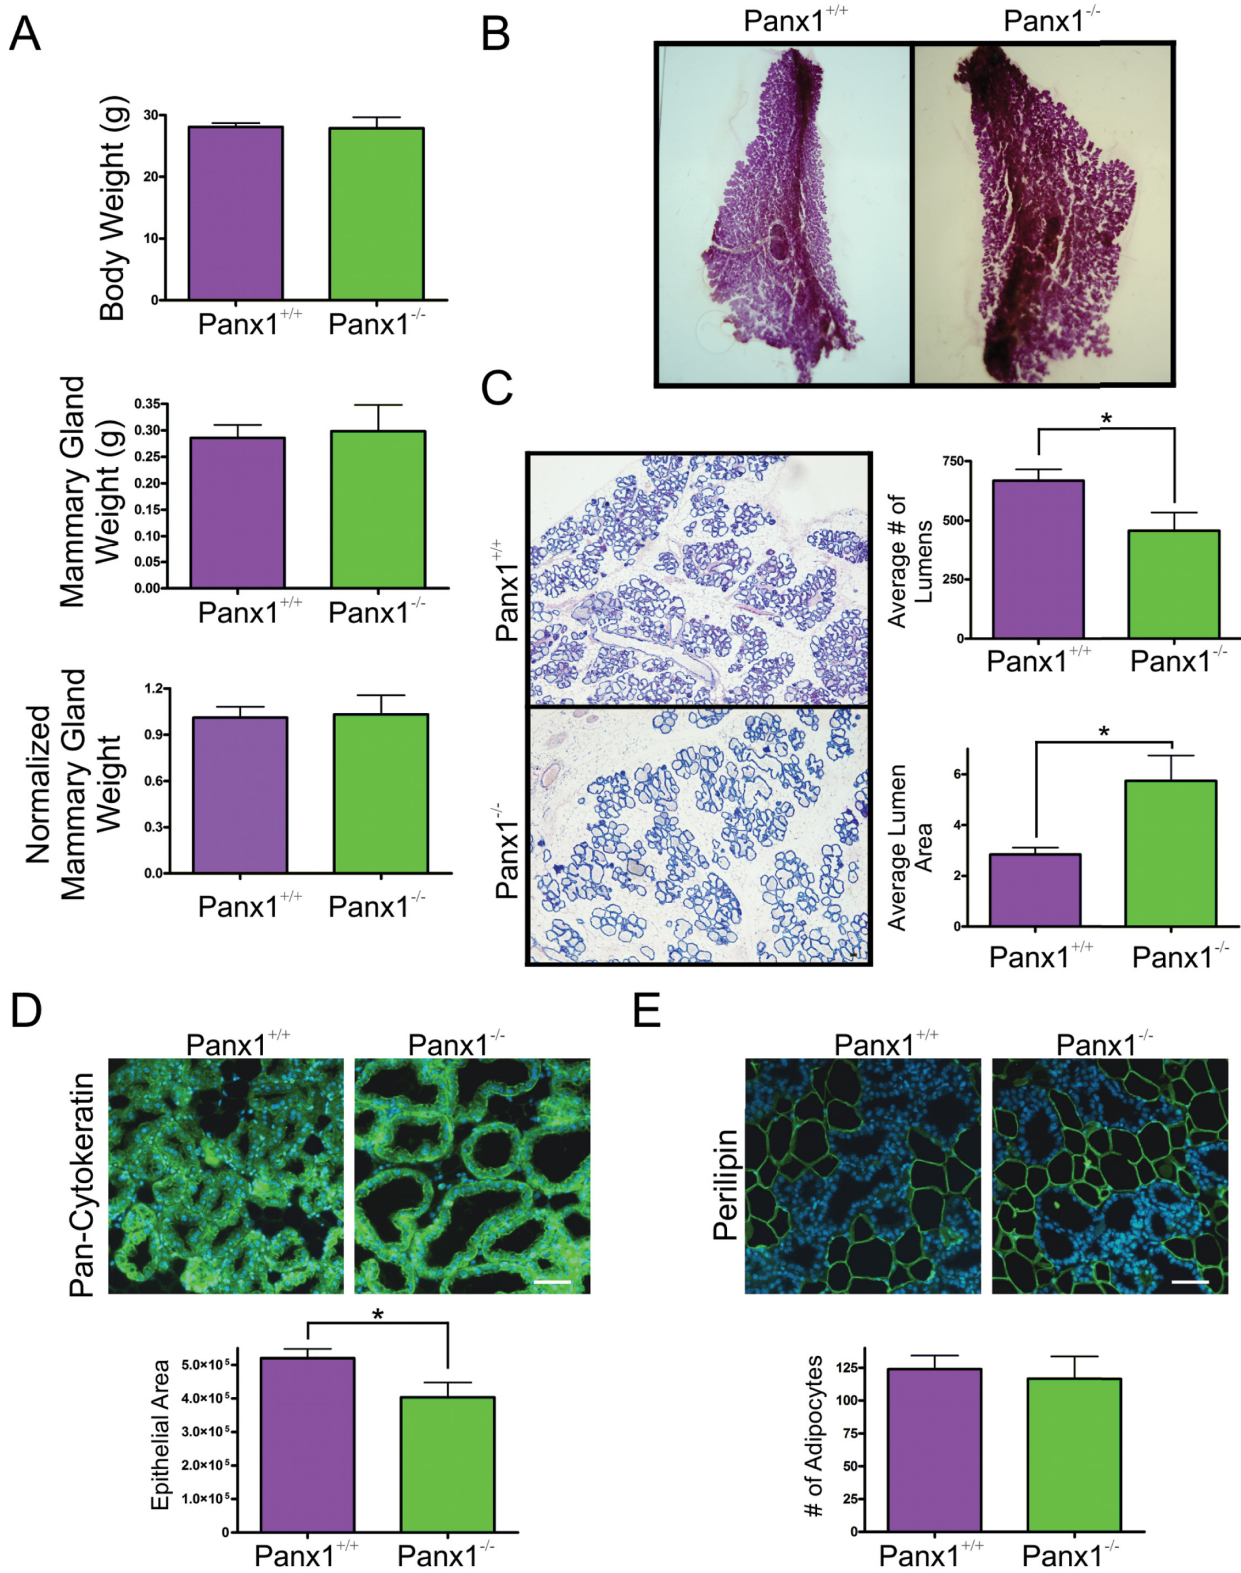 A
Body Weight (g)
30
20
10
0
Panx1+/+ Panx1-/-
Mammary Gland
Weight (g)
0.35
0.30
0.25
0.20
0.15
0.10
0.05
0.00
Panx1+/+ Panx1-/-
Normalized
Mammary Gland
Weight
1.2
0.9
0.6
0.3
0.0
Panx1+/+ Panx1-/-
B
Panx1+/+ Panx1-/-
C
Panx1+/+
Panx1-/-
*
Average # of
Lumens
750
500
250
0
Panx1+/+ Panx1-/-
*
Average Lumen
Area
6
4
2
0
Panx1+/+ Panx1-/-
D
Panx1+/+ Panx1-/-
Pan-Cytokeratin
*
Epithelial Area
5.0×10⁵
4.0×10⁵
3.0×10⁵
2.0×10⁵
1.0×10⁵
0
Panx1+/+ Panx1-/-
E
Panx1+/+ Panx1-/-
Perilipin
# of Adipocytes
125
100
75
50
25
0
Panx1+/+ Panx1-/-